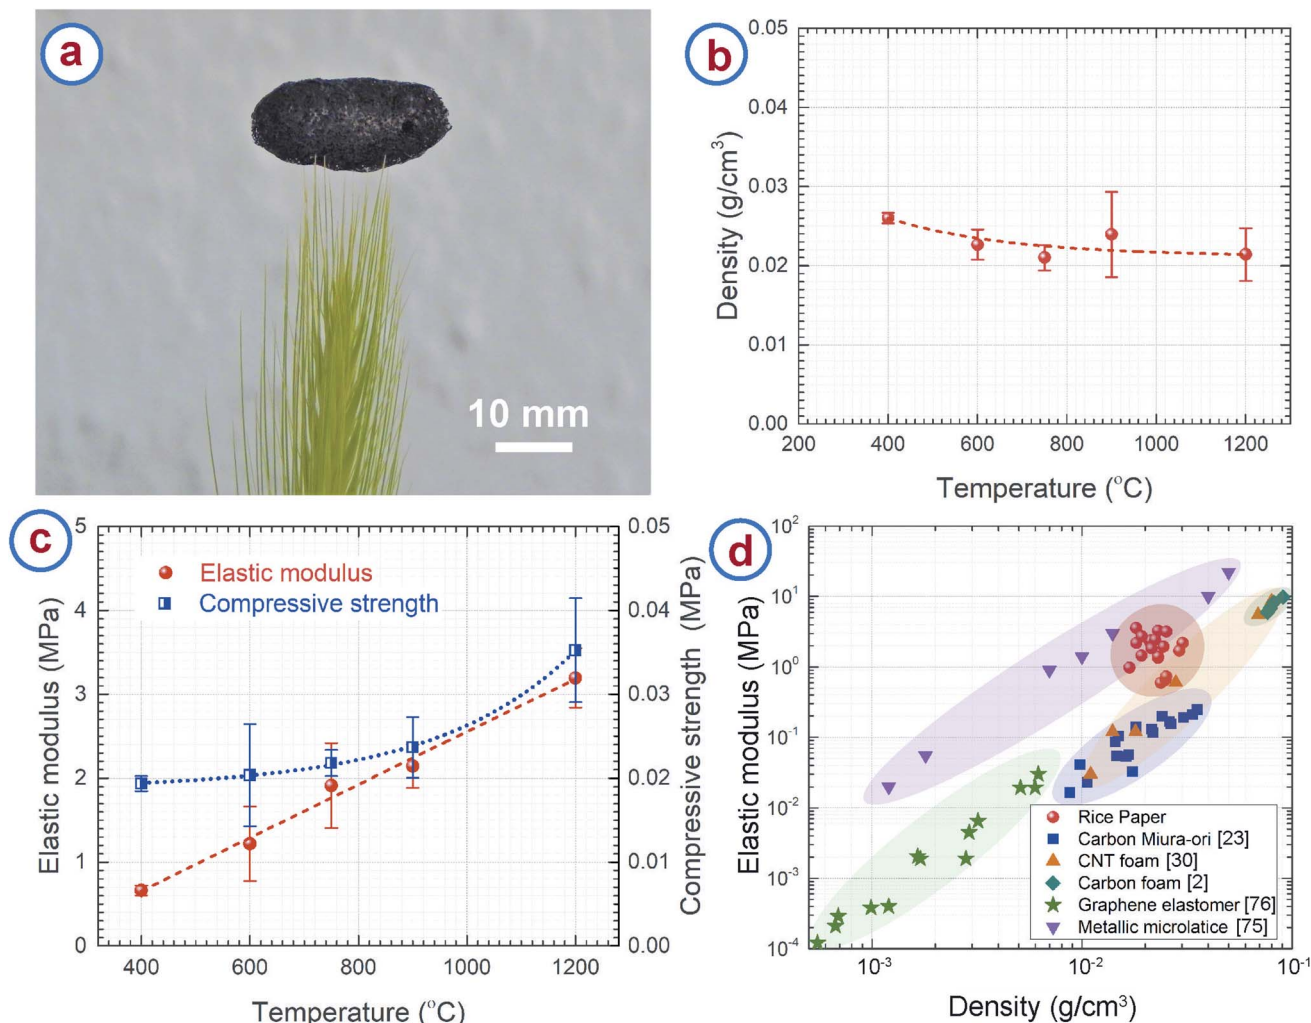 a
10 mm
b
Density (g/cm3)
0.05
0.04
0.03
0.02
0.01
0.00
200 400 600 800 1000 1200
Temperature (oC)
c
Elastic modulus (MPa)
5
4
3
2
1
0
Elastic modulus
Compressive strength
0.05
0.04
0.03
0.02
0.01
0.00
Compressive strength (MPa)
400 600 800 1000 1200
Temperature (oC)
d
Elastic modulus (MPa)
102
101
100
10-1
10-2
10-3
10-4
Rice Paper
Carbon Miura-ori [23]
CNT foam [30]
Carbon foam [2]
Graphene elastomer [76]
Metallic microlatice [75]
10-3 10-2 10-1
Density (g/cm3)